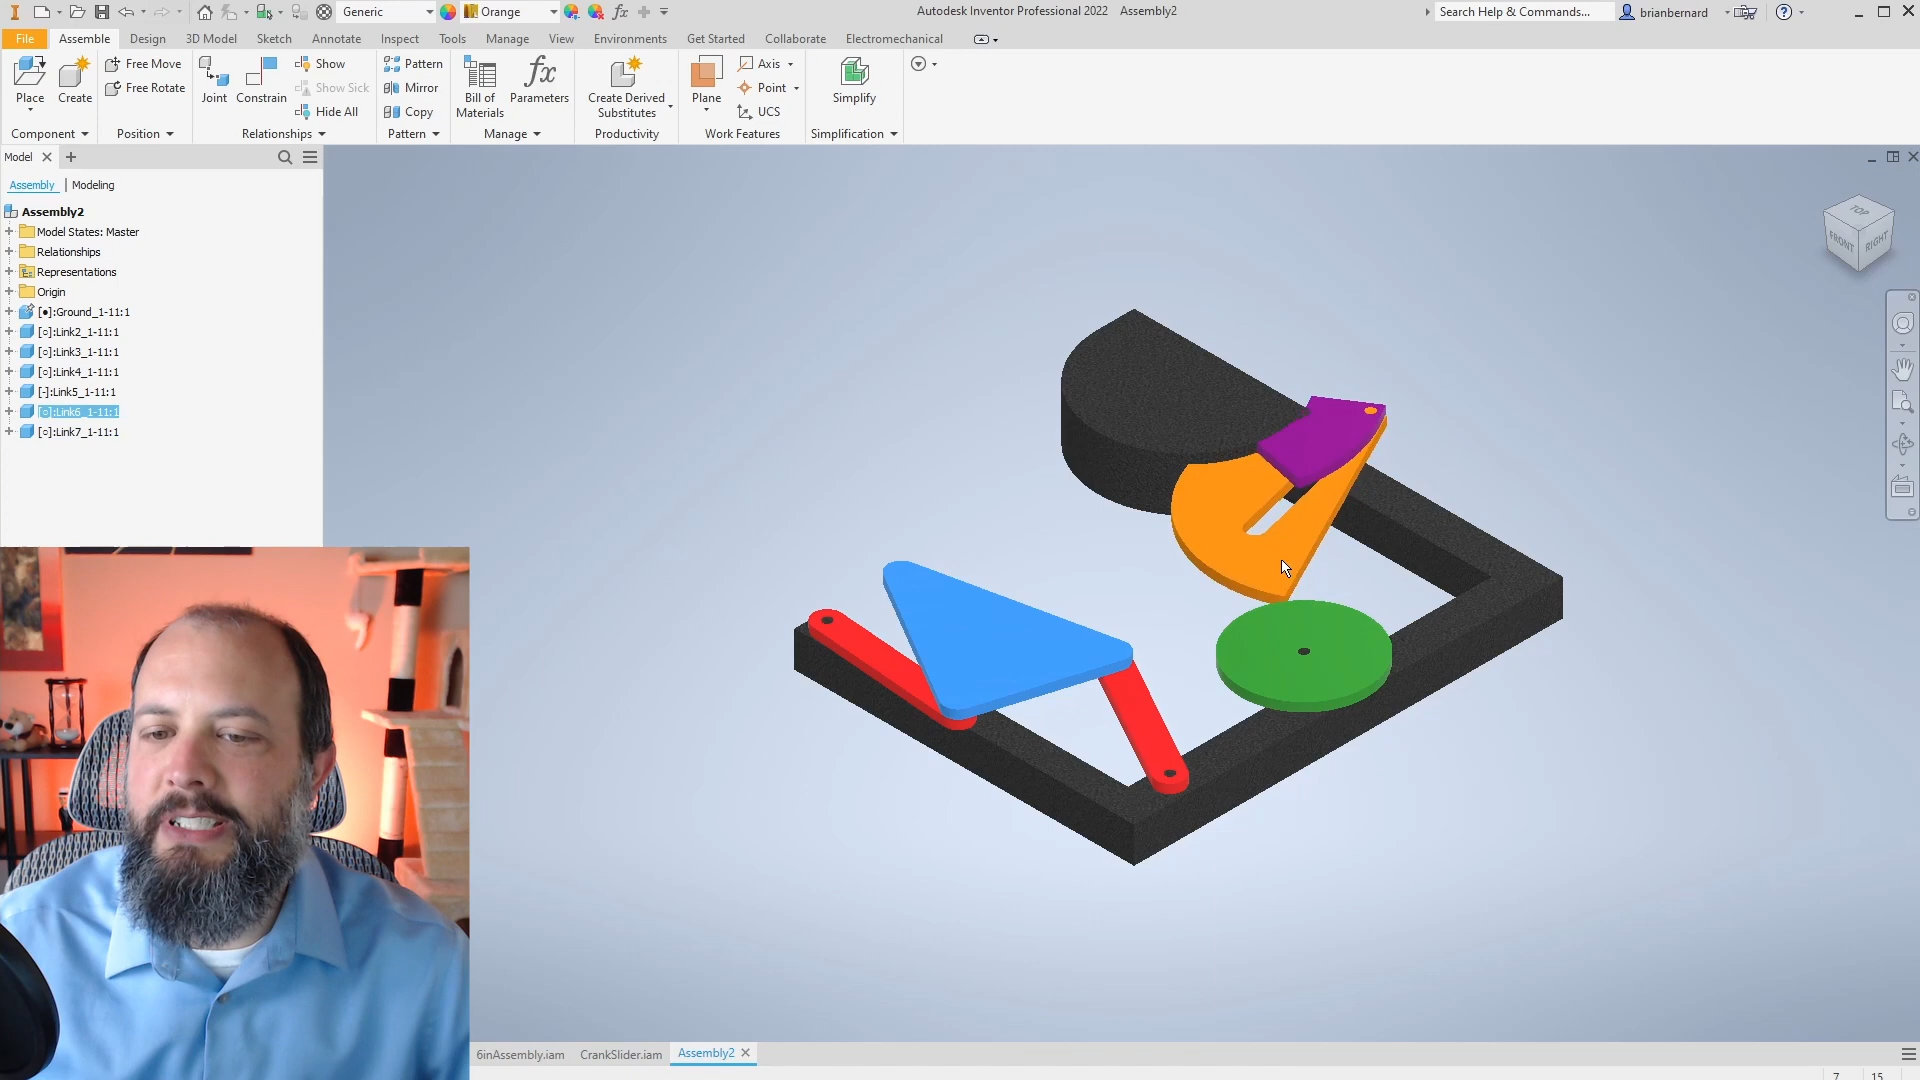 Generic
Orange
fx
Autodesk Inventor Professional 2022 Assembly2
Search Help & Commands...
brianbernard
File Assemble Design 3D Model Sketch Annotate Inspect Tools Manage View Environments Get Started Collaborate Electromechanical
Place
Component
Create
Free Move
Free Rotate
Position
Joint
Constrain
Show
Show Sick
Hide All
Relationships
Pattern
Mirror
Copy
Pattern
Bill of
Materials
fx
Parameters
Manage
Create Derived
Substitutes
Productivity
Plane
Axis
Point
UCS
Work Features
Simplify
Simplification
Model
Assembly | Modeling
Assembly2
Model States: Master
Relationships
Representations
Origin
[●]:Ground_1-11:1
[○]:Link2_1-11:1
[○]:Link3_1-11:1
[○]:Link4_1-11:1
[-]:Link5_1-11:1
[○]:Link6_1-11:1
[○]:Link7_1-11:1
TOP
FRONT
RIGHT
6inAssembly.iam CrankSlider.iam Assembly2
7 15